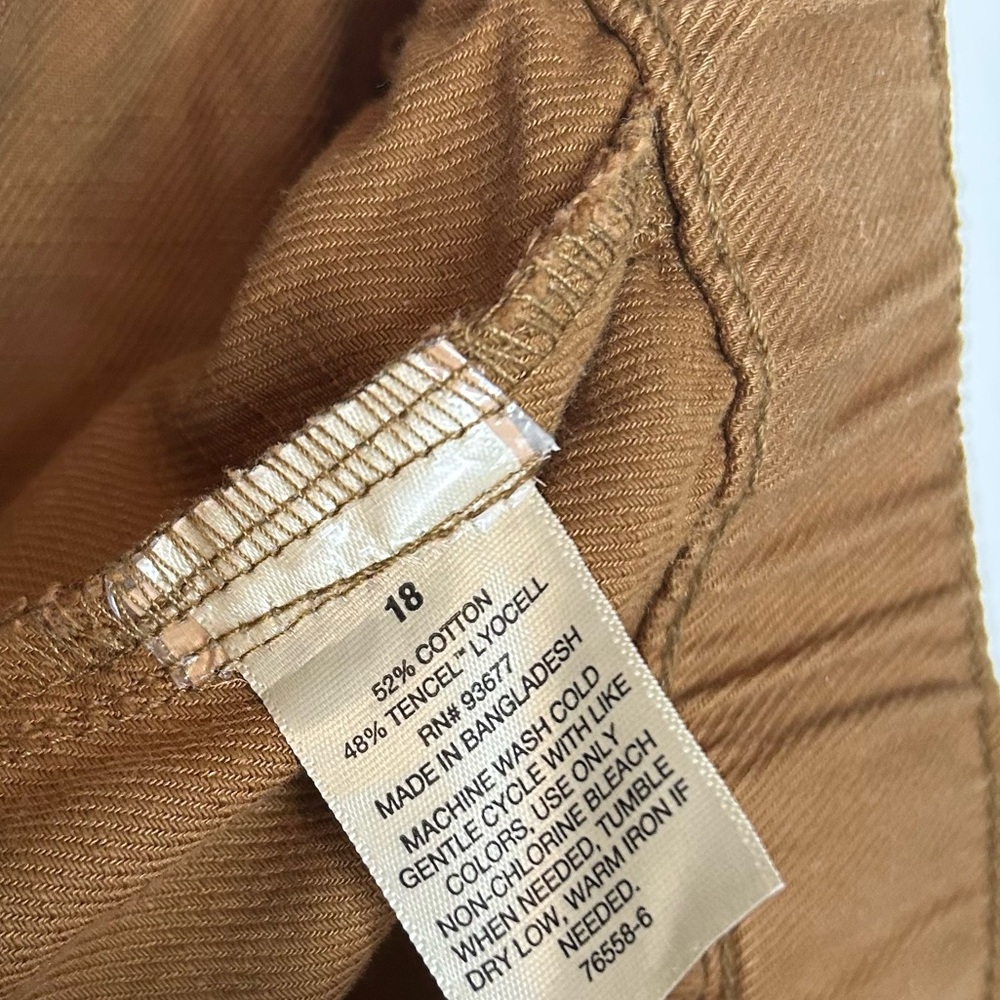 18
52% COTTON
48% TENCEL™ LYOCELL
RN# 93677
MADE IN BANGLADESH
MACHINE WASH COLD
GENTLE CYCLE WITH LIKE
COLORS, USE ONLY
NON-CHLORINE BLEACH
WHEN NEEDED, TUMBLE
DRY LOW, WARM IRON IF
NEEDED.
76558-6